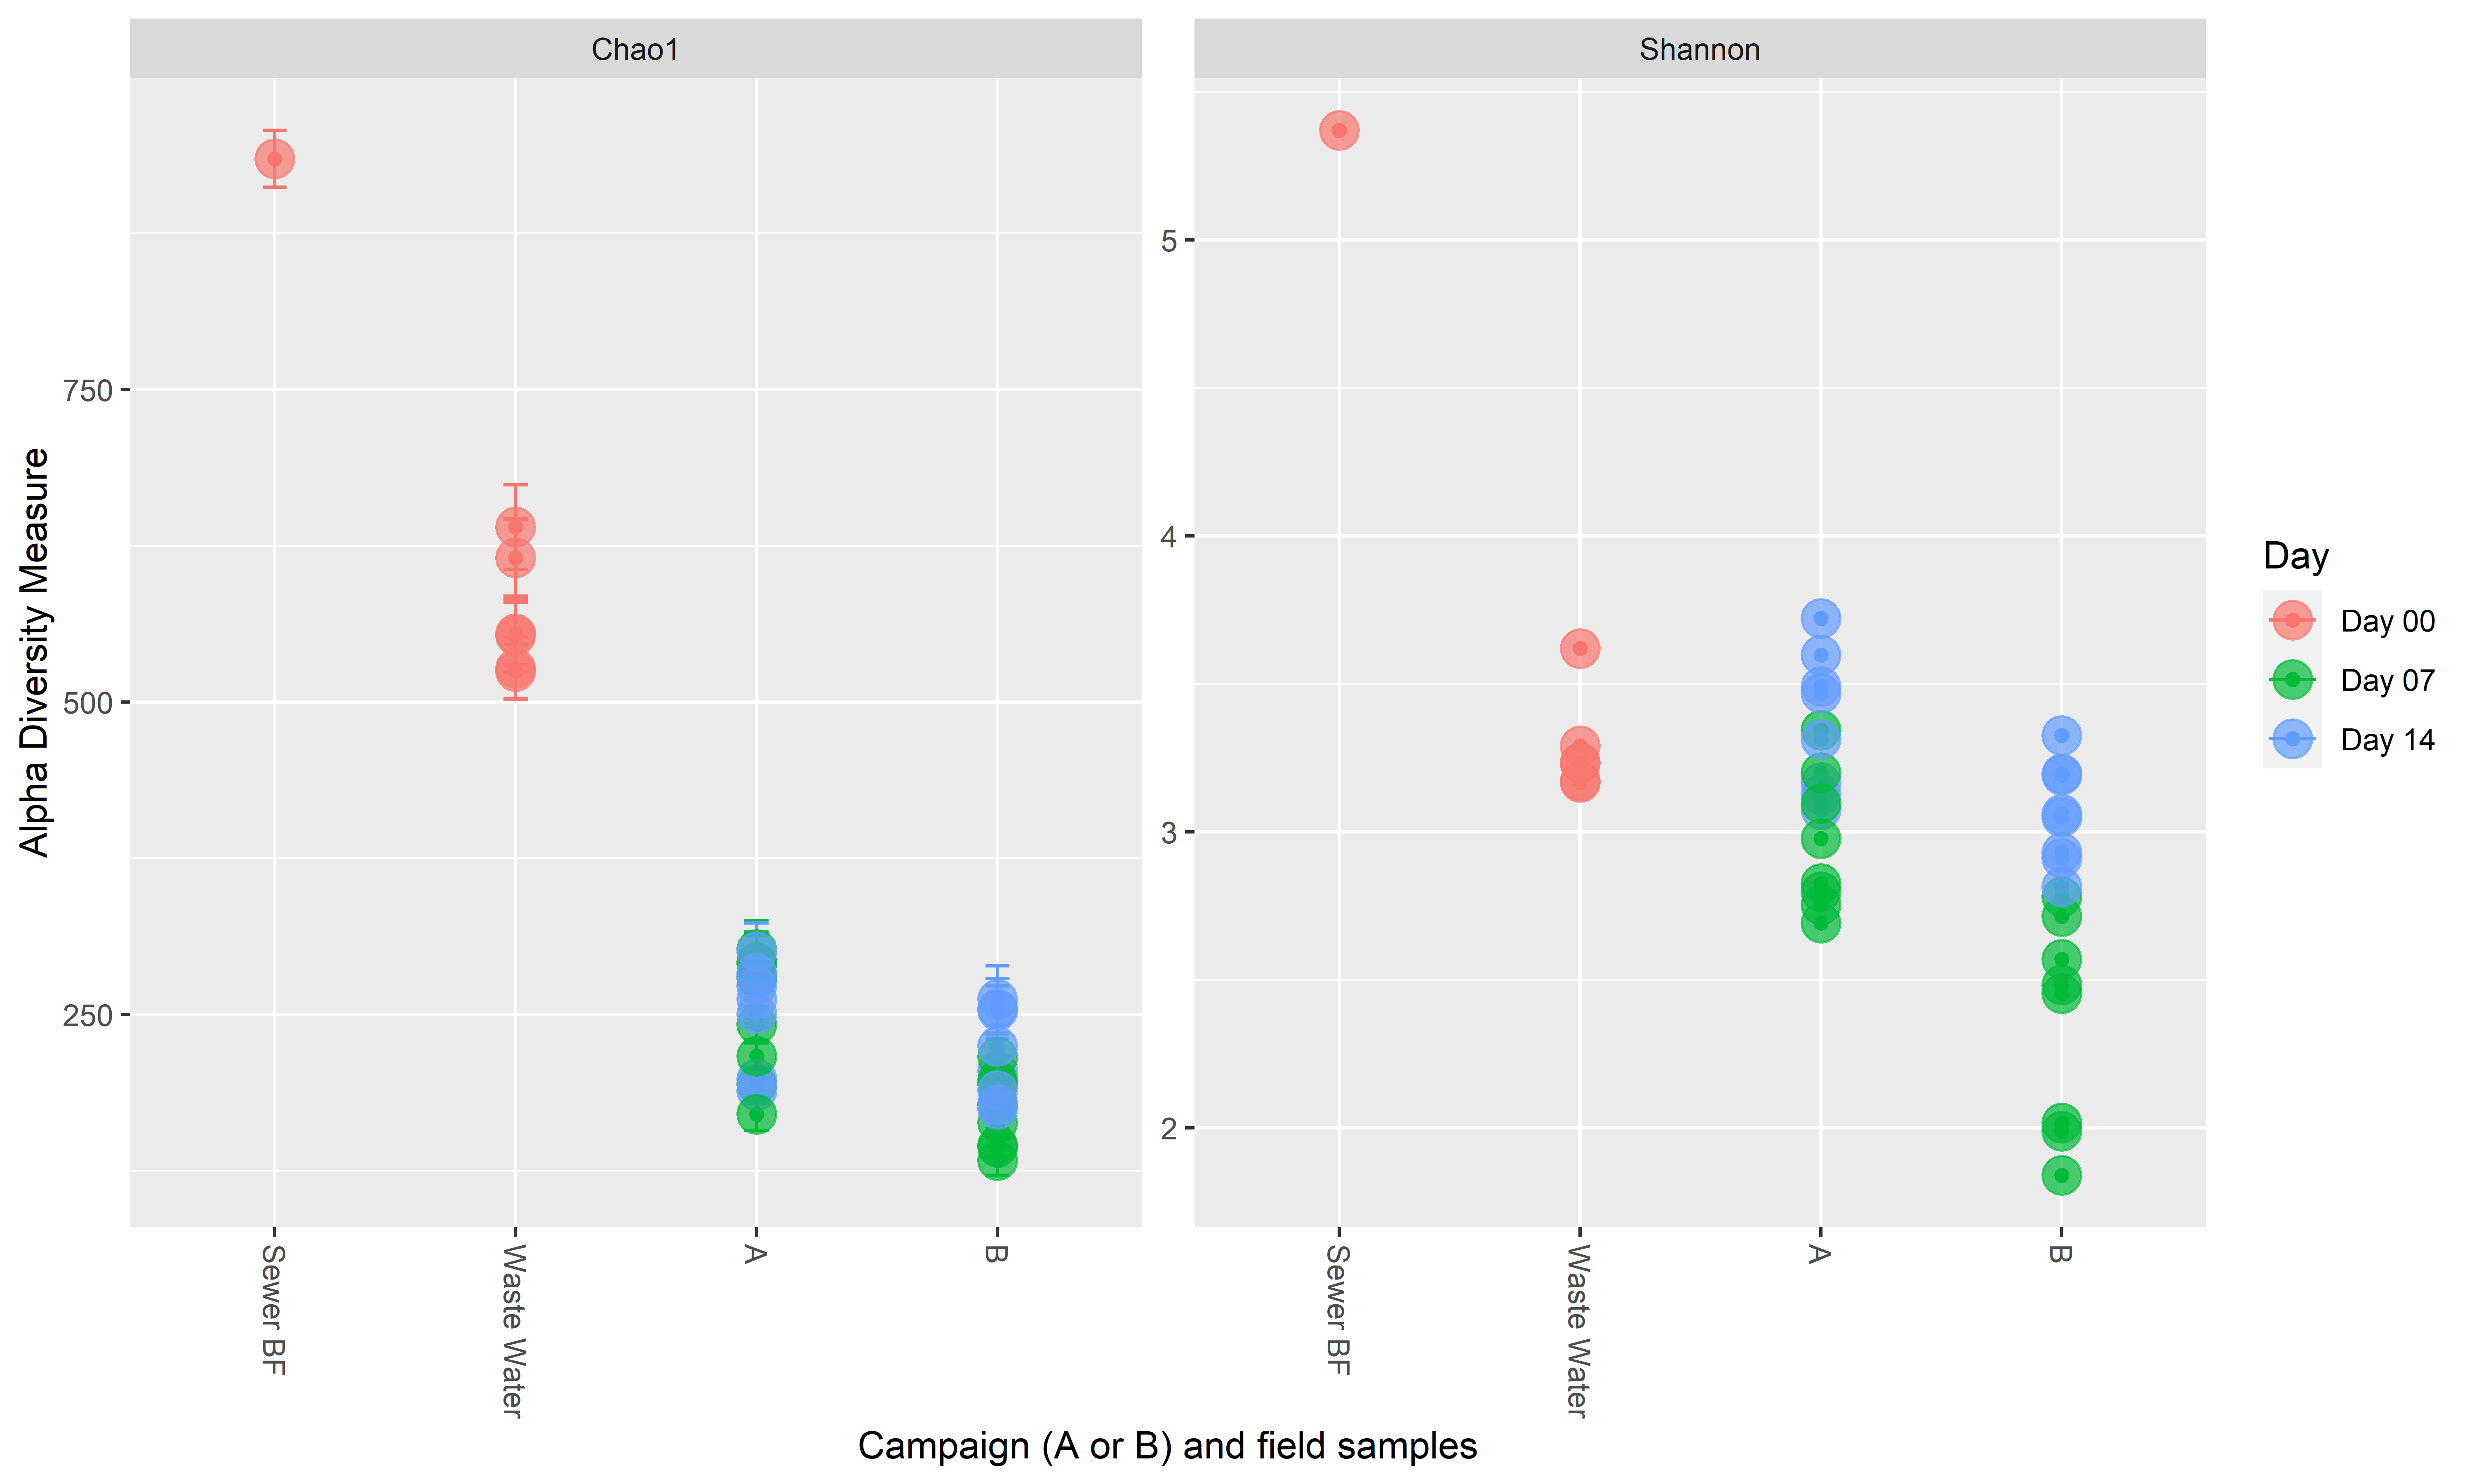 Chao1
Shannon
Alpha Diversity Measure
750
500
250
5
4
3
2
Sewer BF
Waste Water
A
B
Sewer BF
Waste Water
A
B
Campaign (A or B) and field samples
Day
Day 00
Day 07
Day 14